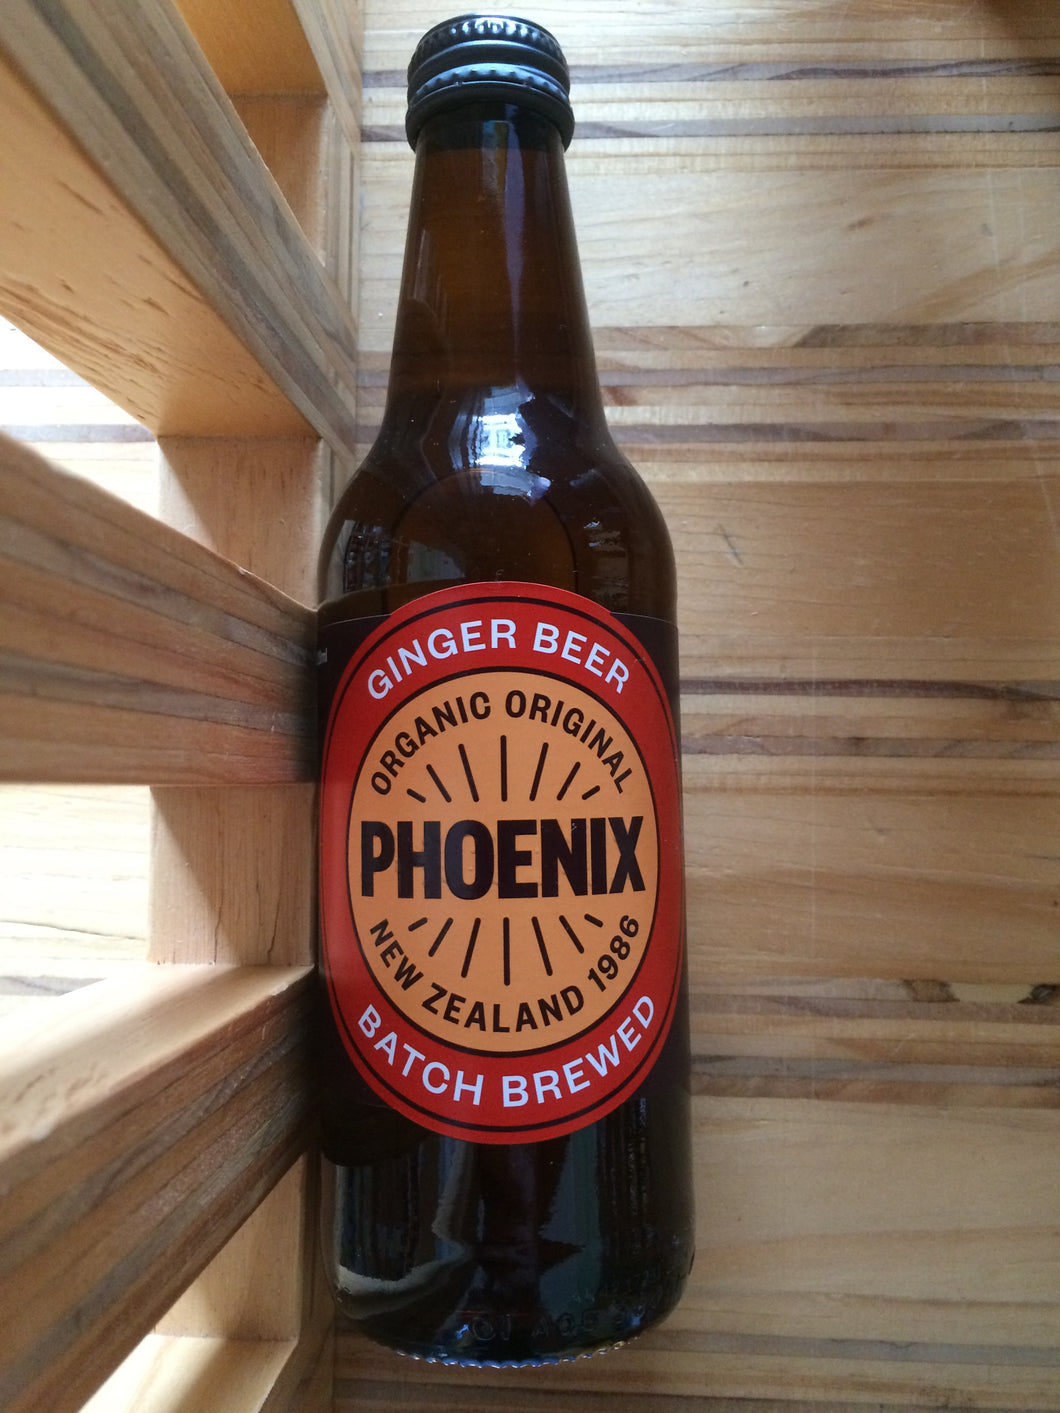 GINGER BEER
ORGANIC ORIGINAL
PHOENIX
NEW ZEALAND 1986
BATCH BREWED